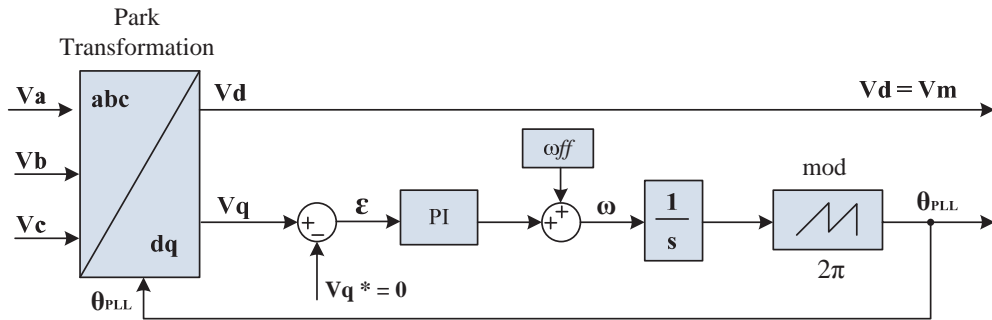 Park
Transformation
Va
abc
Vd
Vd = Vm
Vb
ωff
mod
Vc
Vq
+
−
ε
PI
+
+
ω
1
s
θPLL
dq
2π
θPLL
Vq * = 0